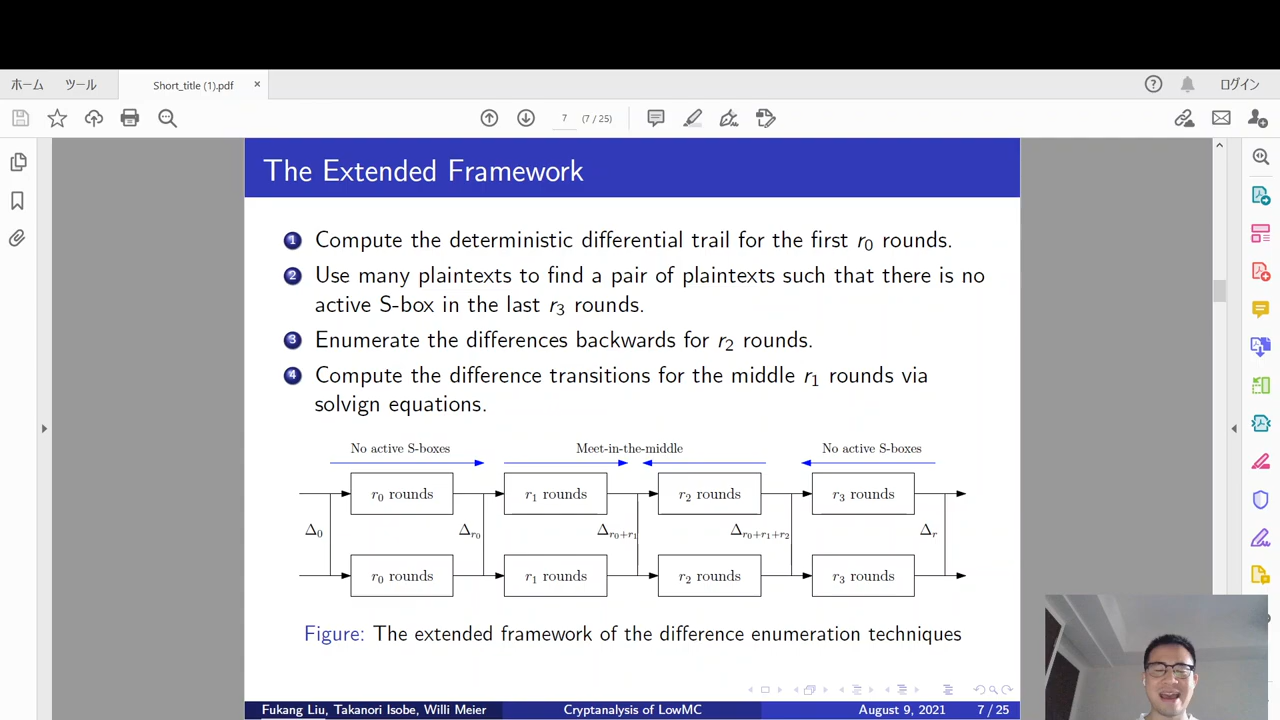 ホーム ツール Short_title (1).pdf × ログイン
7 (7 / 25)
The Extended Framework
1 Compute the deterministic differential trail for the first r₀ rounds.
2 Use many plaintexts to find a pair of plaintexts such that there is no
active S-box in the last r₃ rounds.
3 Enumerate the differences backwards for r₂ rounds.
4 Compute the difference transitions for the middle r₁ rounds via
solvign equations.
No active S-boxes Meet-in-the-middle No active S-boxes
r₀ rounds r₁ rounds r₂ rounds r₃ rounds
Δ₀ Δr₀ Δr₀+r₁ Δr₀+r₁+r₂ Δr
r₀ rounds r₁ rounds r₂ rounds r₃ rounds
Figure: The extended framework of the difference enumeration techniques
Fukang Liu, Takanori Isobe, Willi Meier Cryptanalysis of LowMC August 9, 2021 7 / 25